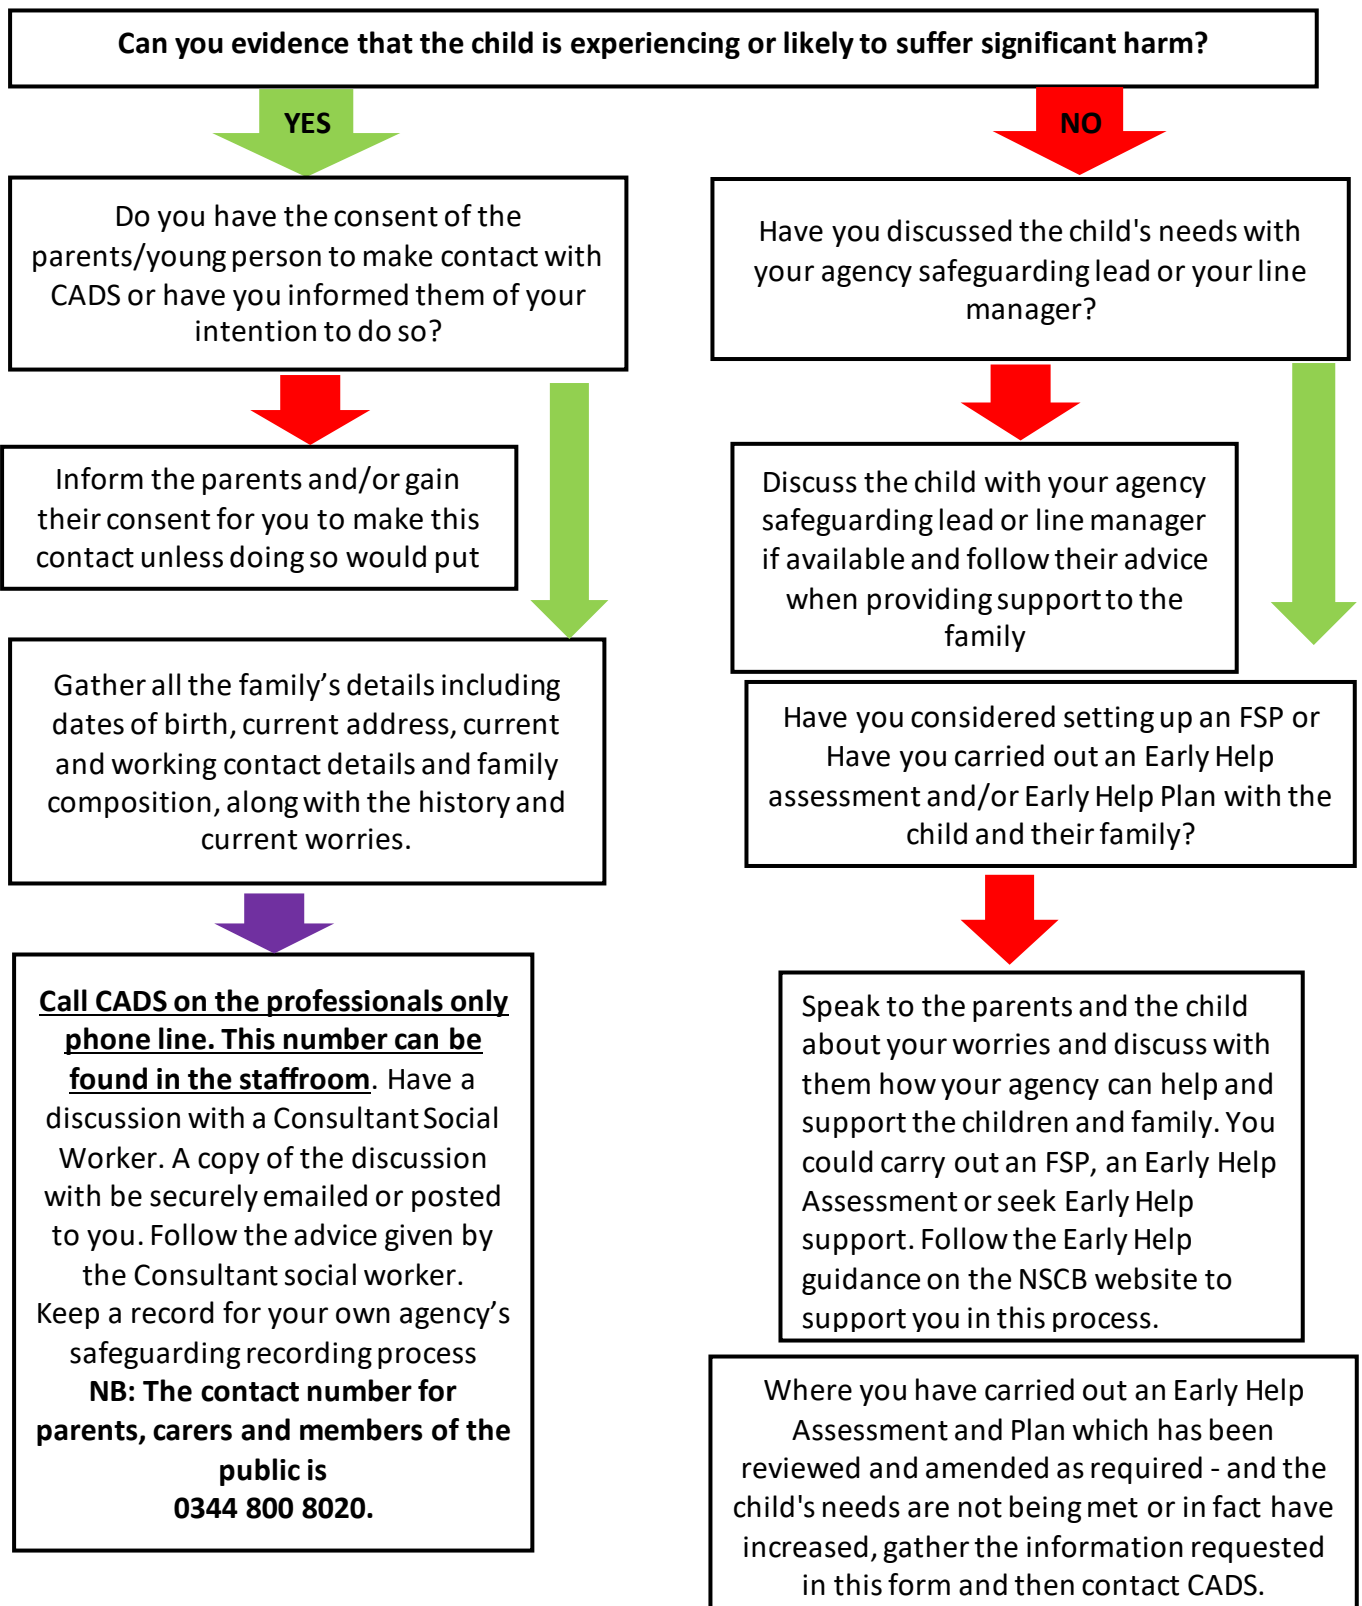 Can you evidence that the child is experiencing or likely to suffer significant harm?
YES
NO
Do you have the consent of the
parents/young person to make contact with
CADS or have you informed them of your
intention to do so?
Have you discussed the child's needs with
your agency safeguarding lead or your line
manager?
Inform the parents and/or gain
their consent for you to make this
contact unless doing so would put
Discuss the child with your agency
safeguarding lead or line manager
if available and follow their advice
when providing support to the
family
Gather all the family’s details including
dates of birth, current address, current
and working contact details and family
composition, along with the history and
current worries.
Have you considered setting up an FSP or
Have you carried out an Early Help
assessment and/or Early Help Plan with the
child and their family?
Call CADS on the professionals only
phone line. This number can be
found in the staffroom. Have a
discussion with a Consultant Social
Worker. A copy of the discussion
with be securely emailed or posted
to you. Follow the advice given by
the Consultant social worker.
Keep a record for your own agency’s
safeguarding recording process
NB: The contact number for
parents, carers and members of the
public is
0344 800 8020.
Speak to the parents and the child
about your worries and discuss with
them how your agency can help and
support the children and family. You
could carry out an FSP, an Early Help
Assessment or seek Early Help
support. Follow the Early Help
guidance on the NSCB website to
support you in this process.
Where you have carried out an Early Help
Assessment and Plan which has been
reviewed and amended as required - and the
child's needs are not being met or in fact have
increased, gather the information requested
in this form and then contact CADS.